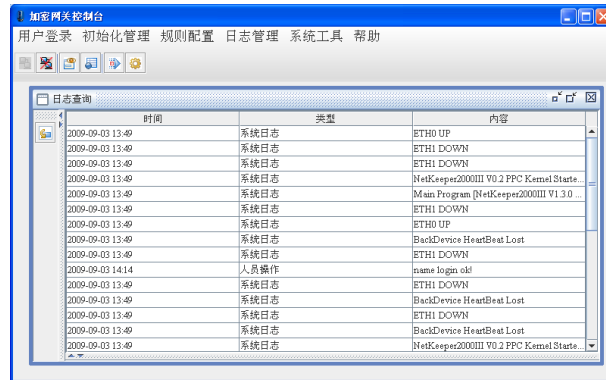 加密网关控制台
用户登录 初始化管理 规则配置 日志管理 系统工具 帮助
日志查询
时间 类型 内容
2009-09-03 13:49 系统日志 ETH0 UP
2009-09-03 13:49 系统日志 ETH1 DOWN
2009-09-03 13:49 系统日志 ETH1 DOWN
2009-09-03 13:49 系统日志 NetKeeper2000III V0.2 PPC Kernel Starte...
2009-09-03 13:49 系统日志 Main Program [NetKeeper2000III V1.3.0 ...
2009-09-03 13:49 系统日志 ETH1 DOWN
2009-09-03 13:49 系统日志 ETH0 UP
2009-09-03 13:49 系统日志 BackDevice HeartBeat Lost
2009-09-03 13:49 系统日志 ETH1 DOWN
2009-09-03 14:14 人员操作 name login ok!
2009-09-03 13:49 系统日志 ETH1 DOWN
2009-09-03 13:49 系统日志 BackDevice HeartBeat Lost
2009-09-03 13:49 系统日志 ETH1 DOWN
2009-09-03 13:49 系统日志 BackDevice HeartBeat Lost
2009-09-03 13:49 系统日志 NetKeeper2000III V0.2 PPC Kernel Starte...